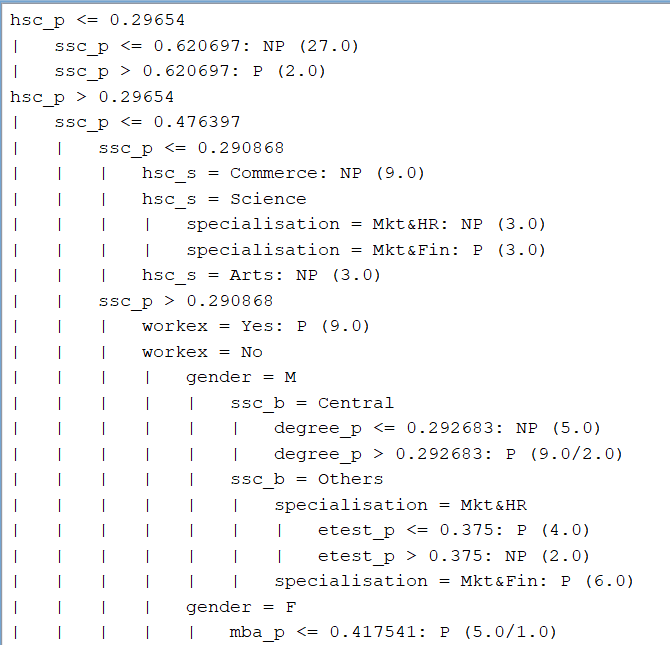 hsc_p <= 0.29654
|   ssc_p <= 0.620697: NP (27.0)
|   ssc_p > 0.620697: P (2.0)
hsc_p > 0.29654
|   ssc_p <= 0.476397
|   |   ssc_p <= 0.290868
|   |   |   hsc_s = Commerce: NP (9.0)
|   |   |   hsc_s = Science
|   |   |   |   specialisation = Mkt&HR: NP (3.0)
|   |   |   |   specialisation = Mkt&Fin: P (3.0)
|   |   |   hsc_s = Arts: NP (3.0)
|   |   ssc_p > 0.290868
|   |   |   workex = Yes: P (9.0)
|   |   |   workex = No
|   |   |   |   gender = M
|   |   |   |   |   ssc_b = Central
|   |   |   |   |   |   degree_p <= 0.292683: NP (5.0)
|   |   |   |   |   |   degree_p > 0.292683: P (9.0/2.0)
|   |   |   |   |   ssc_b = Others
|   |   |   |   |   |   specialisation = Mkt&HR
|   |   |   |   |   |   |   etest_p <= 0.375: P (4.0)
|   |   |   |   |   |   |   etest_p > 0.375: NP (2.0)
|   |   |   |   |   |   specialisation = Mkt&Fin: P (6.0)
|   |   |   |   gender = F
|   |   |   |   |   mba_p <= 0.417541: P (5.0/1.0)